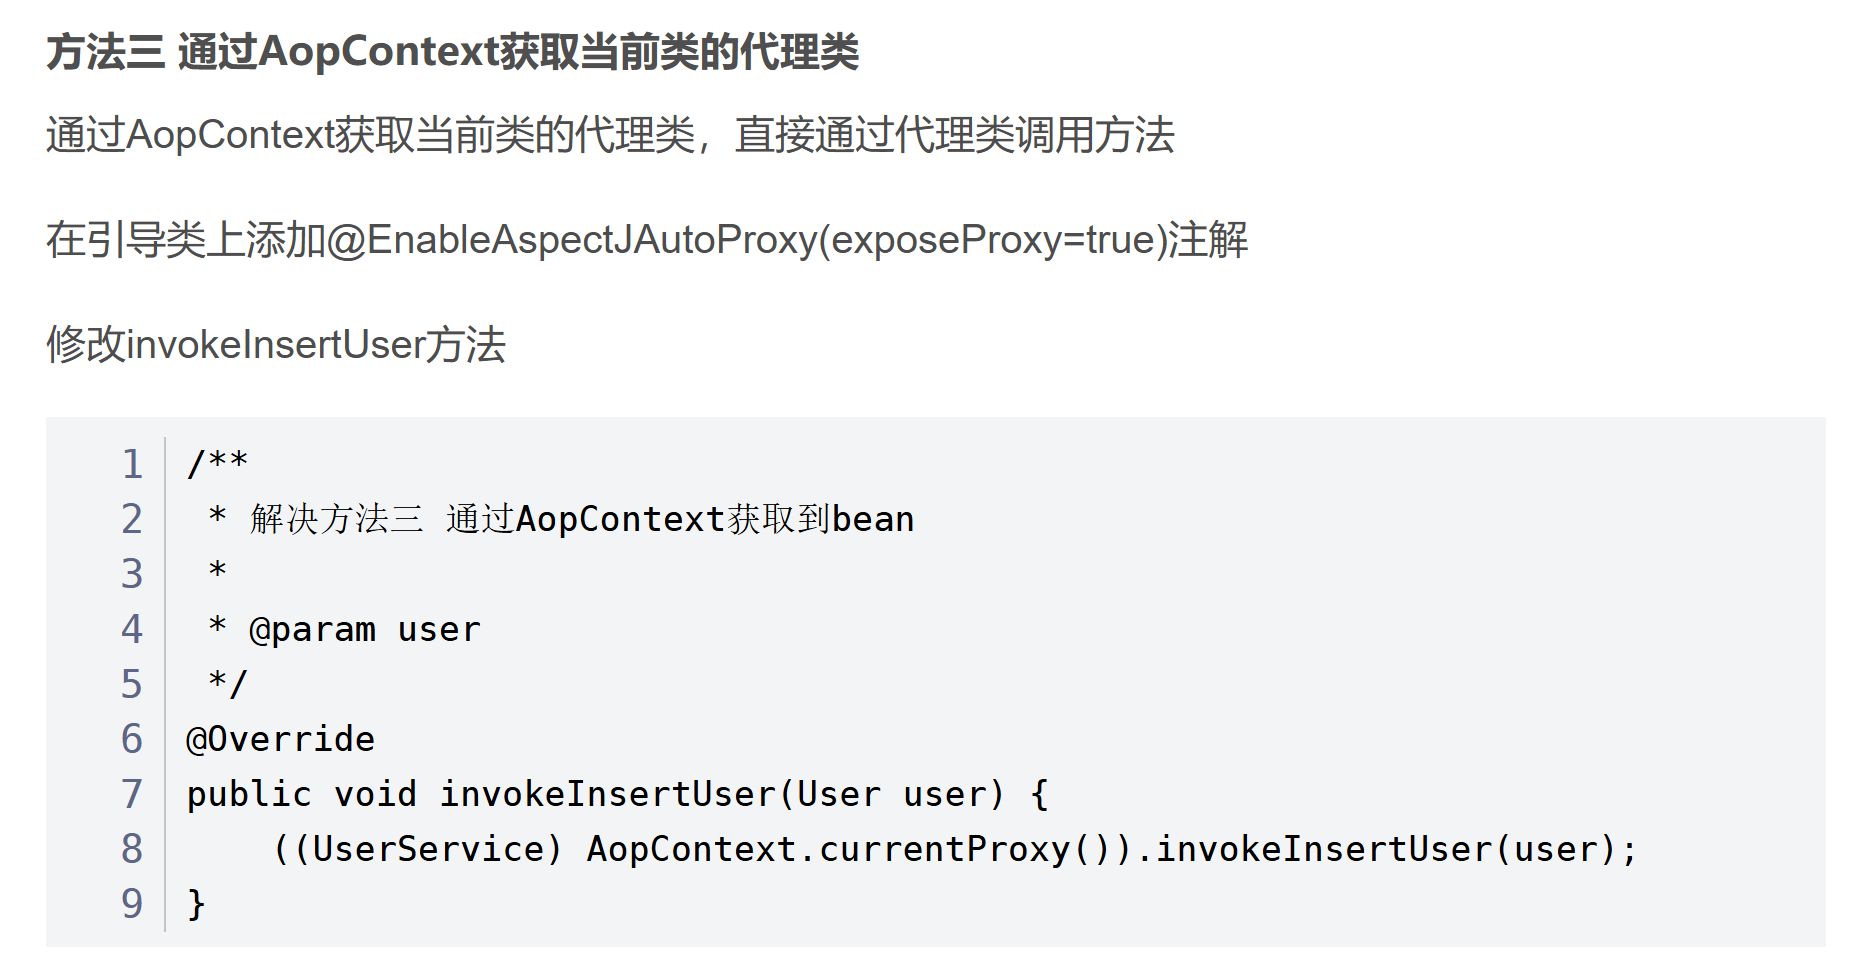 方法三 通过AopContext获取当前类的代理类
通过AopContext获取当前类的代理类，直接通过代理类调用方法
在引导类上添加@EnableAspectJAutoProxy(exposeProxy=true)注解
修改invokeInsertUser方法
1 /**
2  * 解决方法三 通过AopContext获取到bean
3  *
4  * @param user
5  */
6 @Override
7 public void invokeInsertUser(User user) {
8     ((UserService) AopContext.currentProxy()).invokeInsertUser(user);
9 }